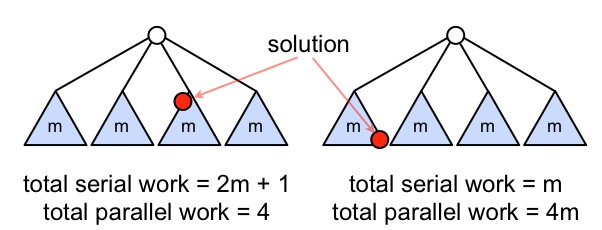 solution
m m m m
m m m m
total serial work = 2m + 1
total parallel work = 4
total serial work = m
total parallel work = 4m